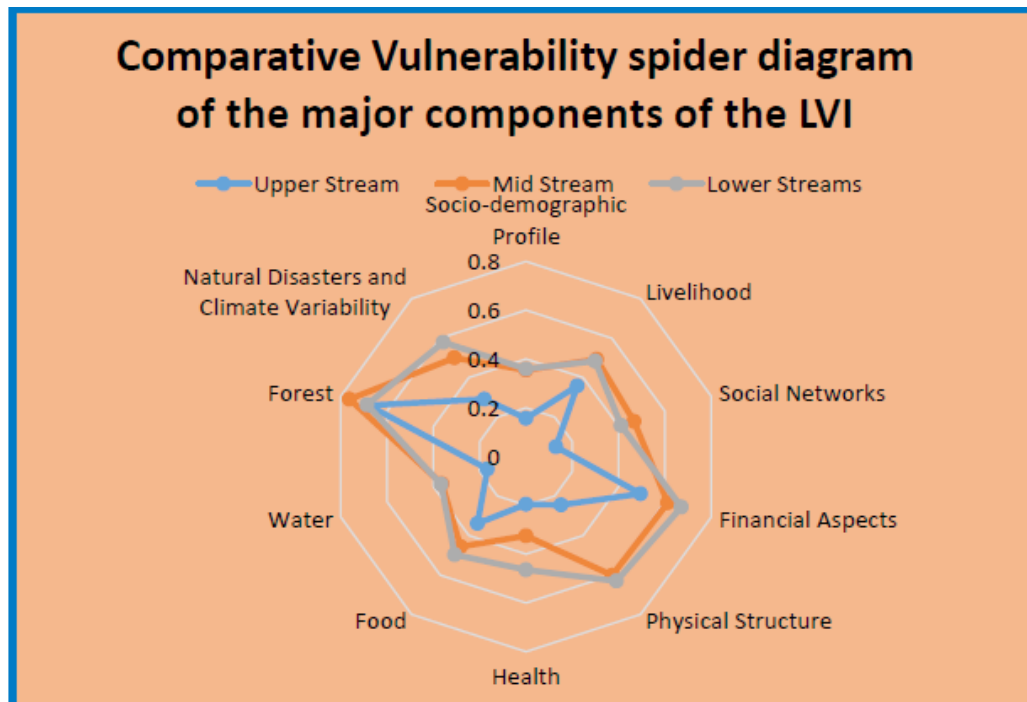 Comparative Vulnerability spider diagram
of the major components of the LVI
Upper Stream Mid Stream Lower Streams
Socio-demographic
Profile
0.8
0.6
0.4
0.2
0
Livelihood
Social Networks
Financial Aspects
Physical Structure
Health
Food
Water
Forest
Natural Disasters and
Climate Variability